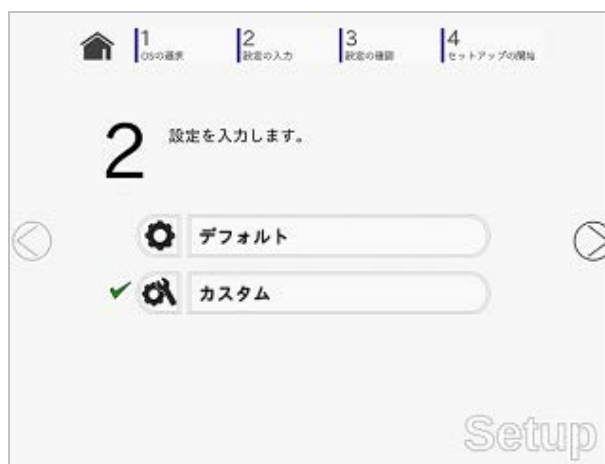 1
OSの選択
2
設定の入力
3
設定の確認
4
セットアップの開始
2
設定を入力します。
デフォルト
カスタム
Setup